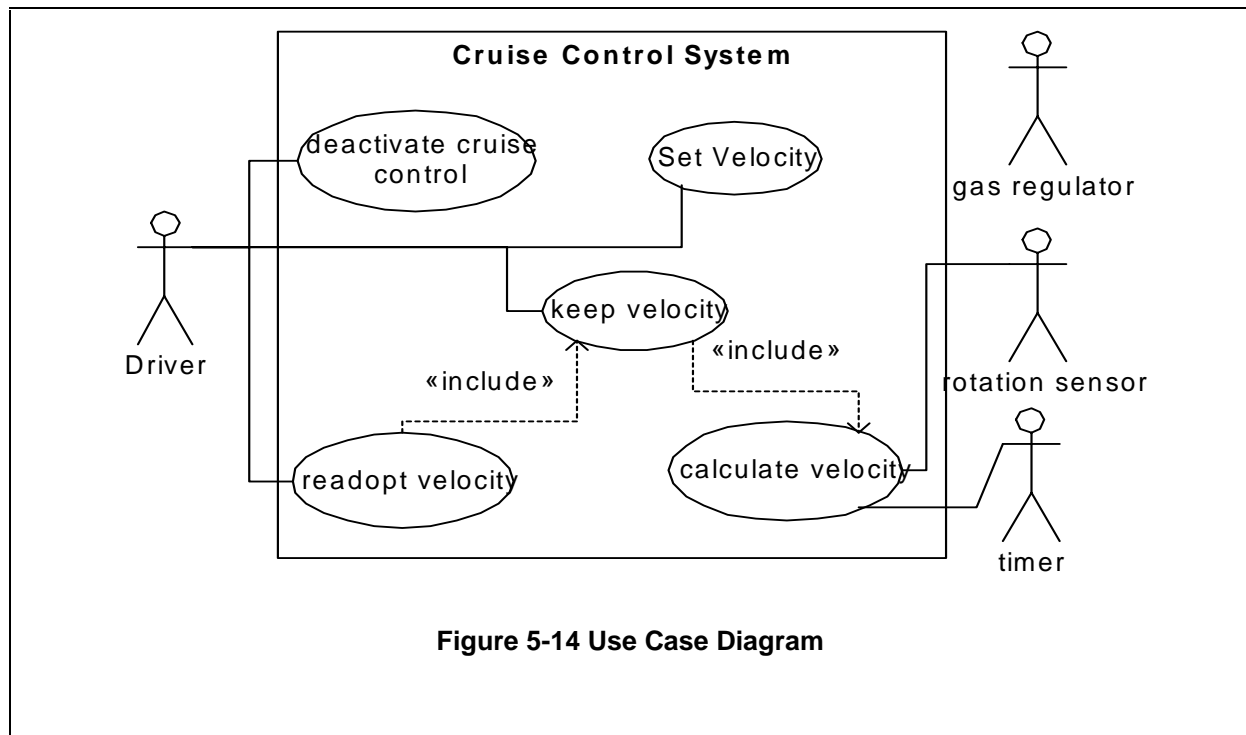 Cruise Control System
deactivate cruise
control
Set Velocity
gas regulator
Driver
keep velocity
«include»
«include»
rotation sensor
readopt velocity
calculate velocity
timer
Figure 5-14 Use Case Diagram